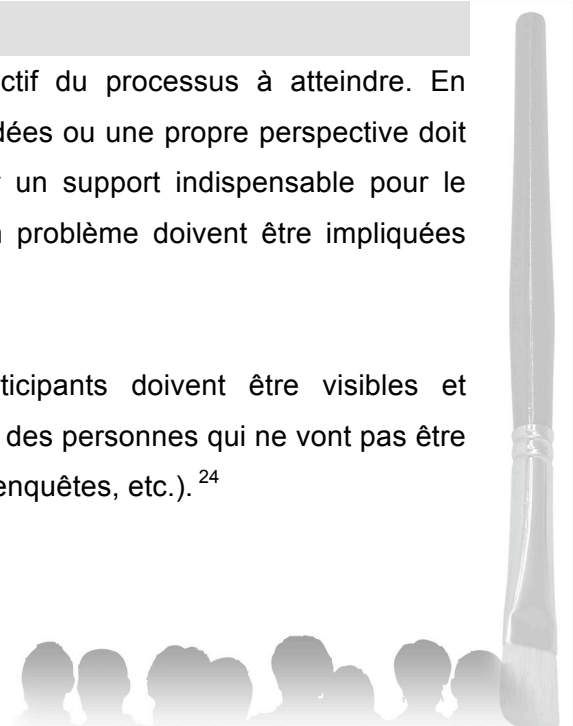 ctif du processus à atteindre. En
dées ou une propre perspective doit
un support indispensable pour le
problème doivent être impliquées
ticipants doivent être visibles et
des personnes qui ne vont pas être
enquêtes, etc.). 24